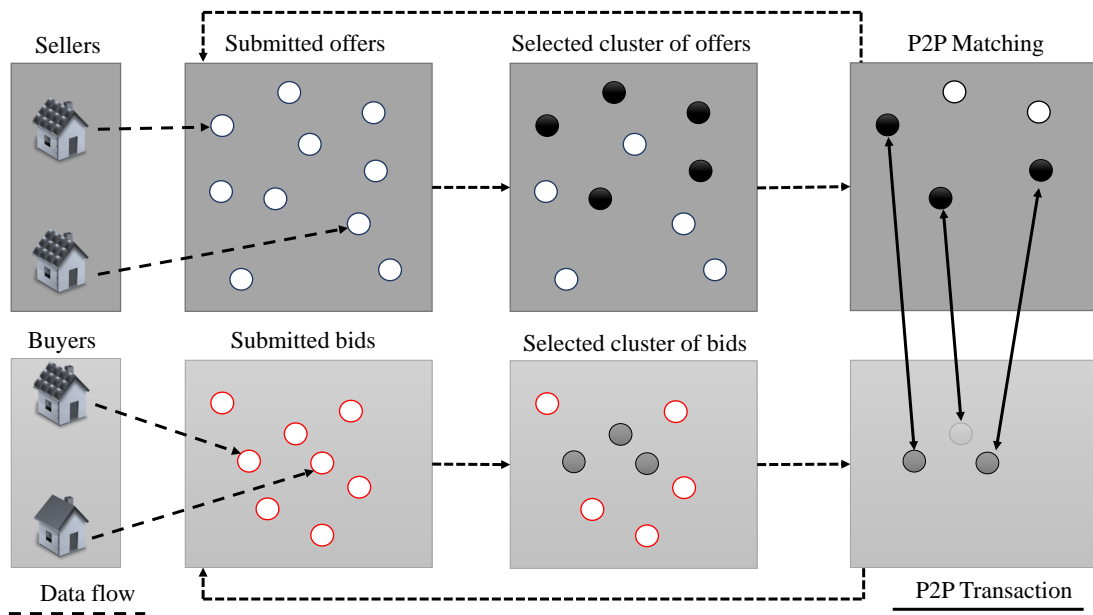 Sellers
Submitted offers
Selected cluster of offers
P2P Matching
Buyers
Submitted bids
Selected cluster of bids
Data flow
P2P Transaction